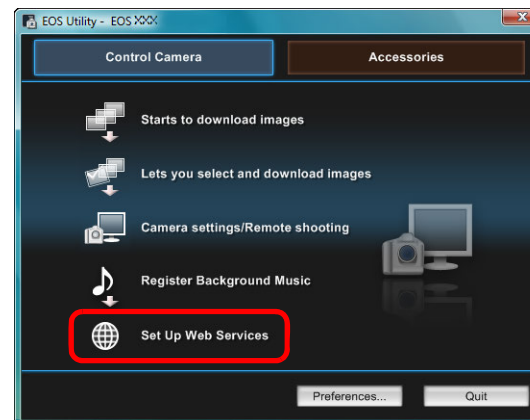 EOS Utility - EOS XXX
Control Camera
Accessories
Starts to download images
Lets you select and download images
Camera settings/Remote shooting
Register Background Music
Set Up Web Services
Preferences...
Quit